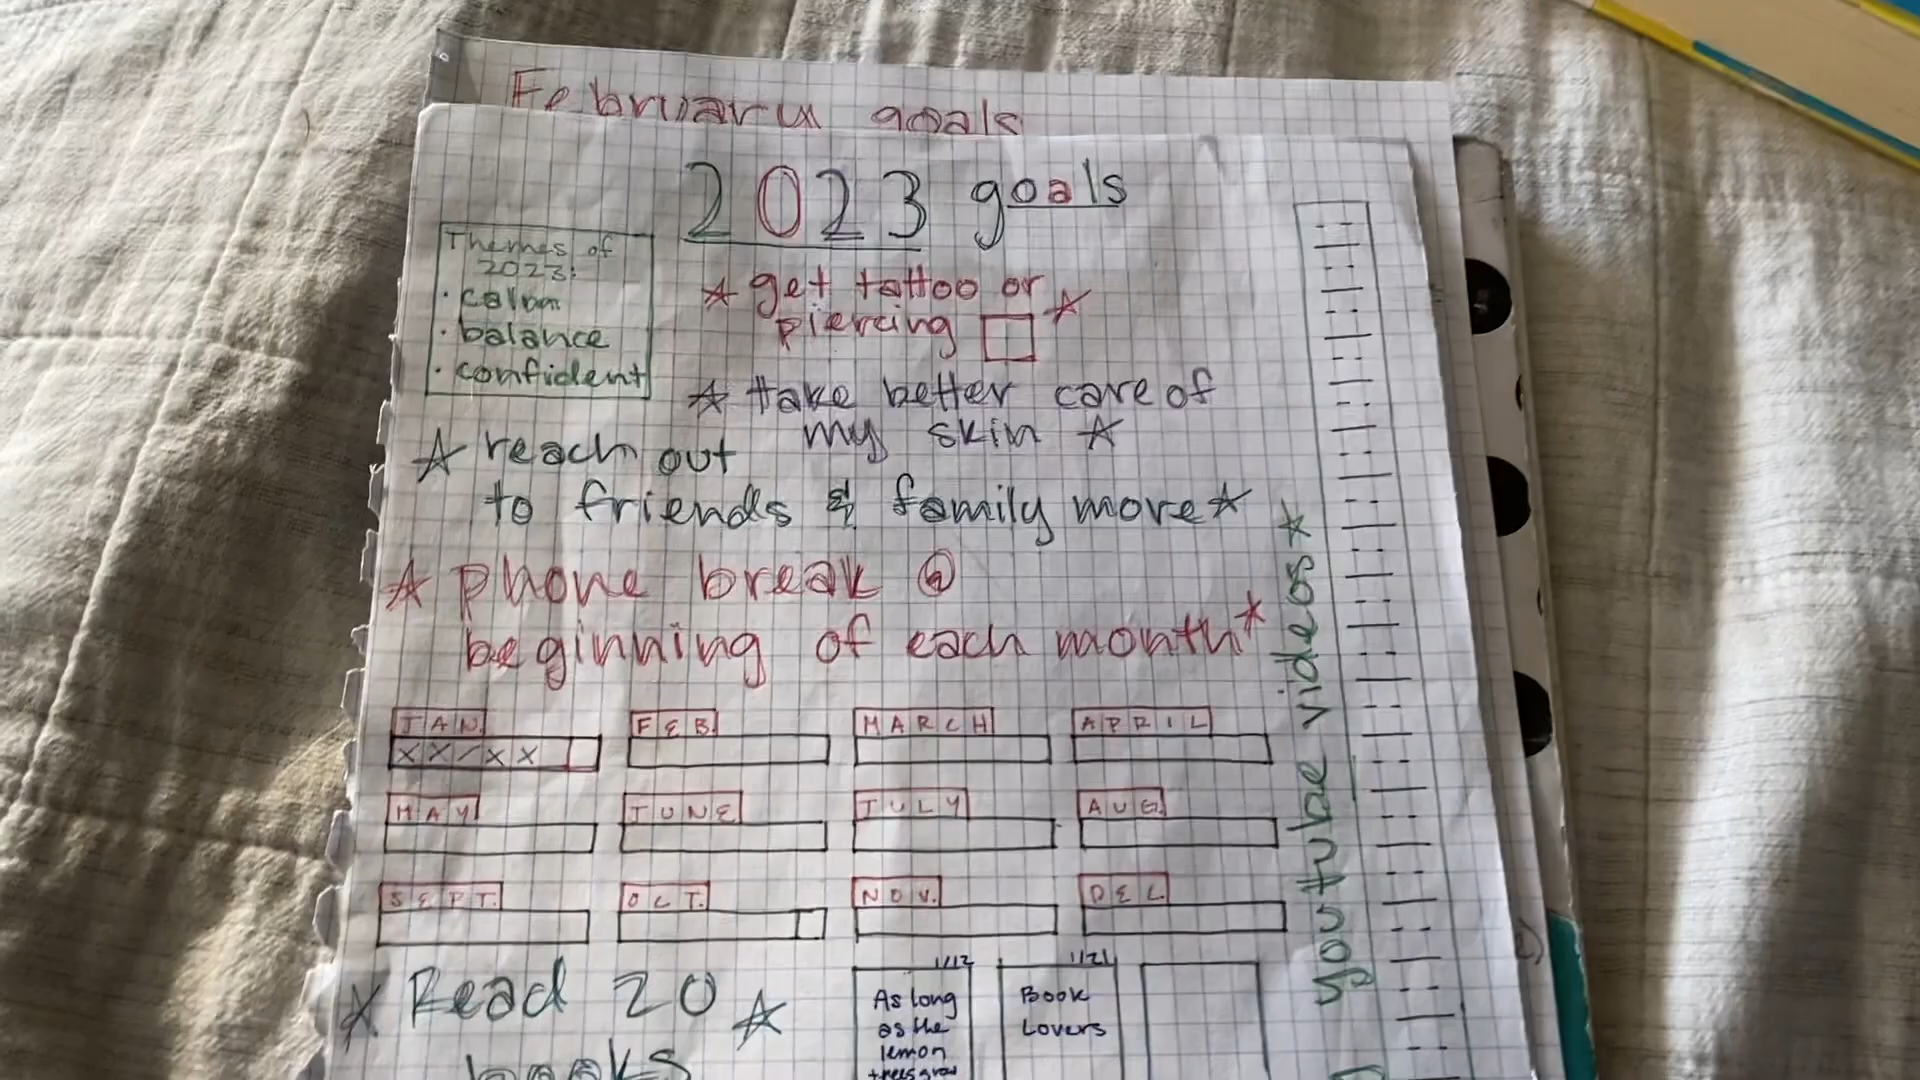 February goals
2023 goals
Themes of
2023:
• calm
• balance
• confident
☆ get tattoo or ☆
piercing
☆ take better care of
my skin ☆
☆ reach out
to friends & family more ☆
☆ phone break @
beginning of each month ☆
JAN. FEB. MARCH APRIL
X X / X X
MAY JUNE JULY AUG.
SEPT. OCT. NOV. DEC.
☆ Read 20 ☆
books
1/12
As long
as the
lemon
trees grow
1/21
Book
Lovers
youtube videos ☆